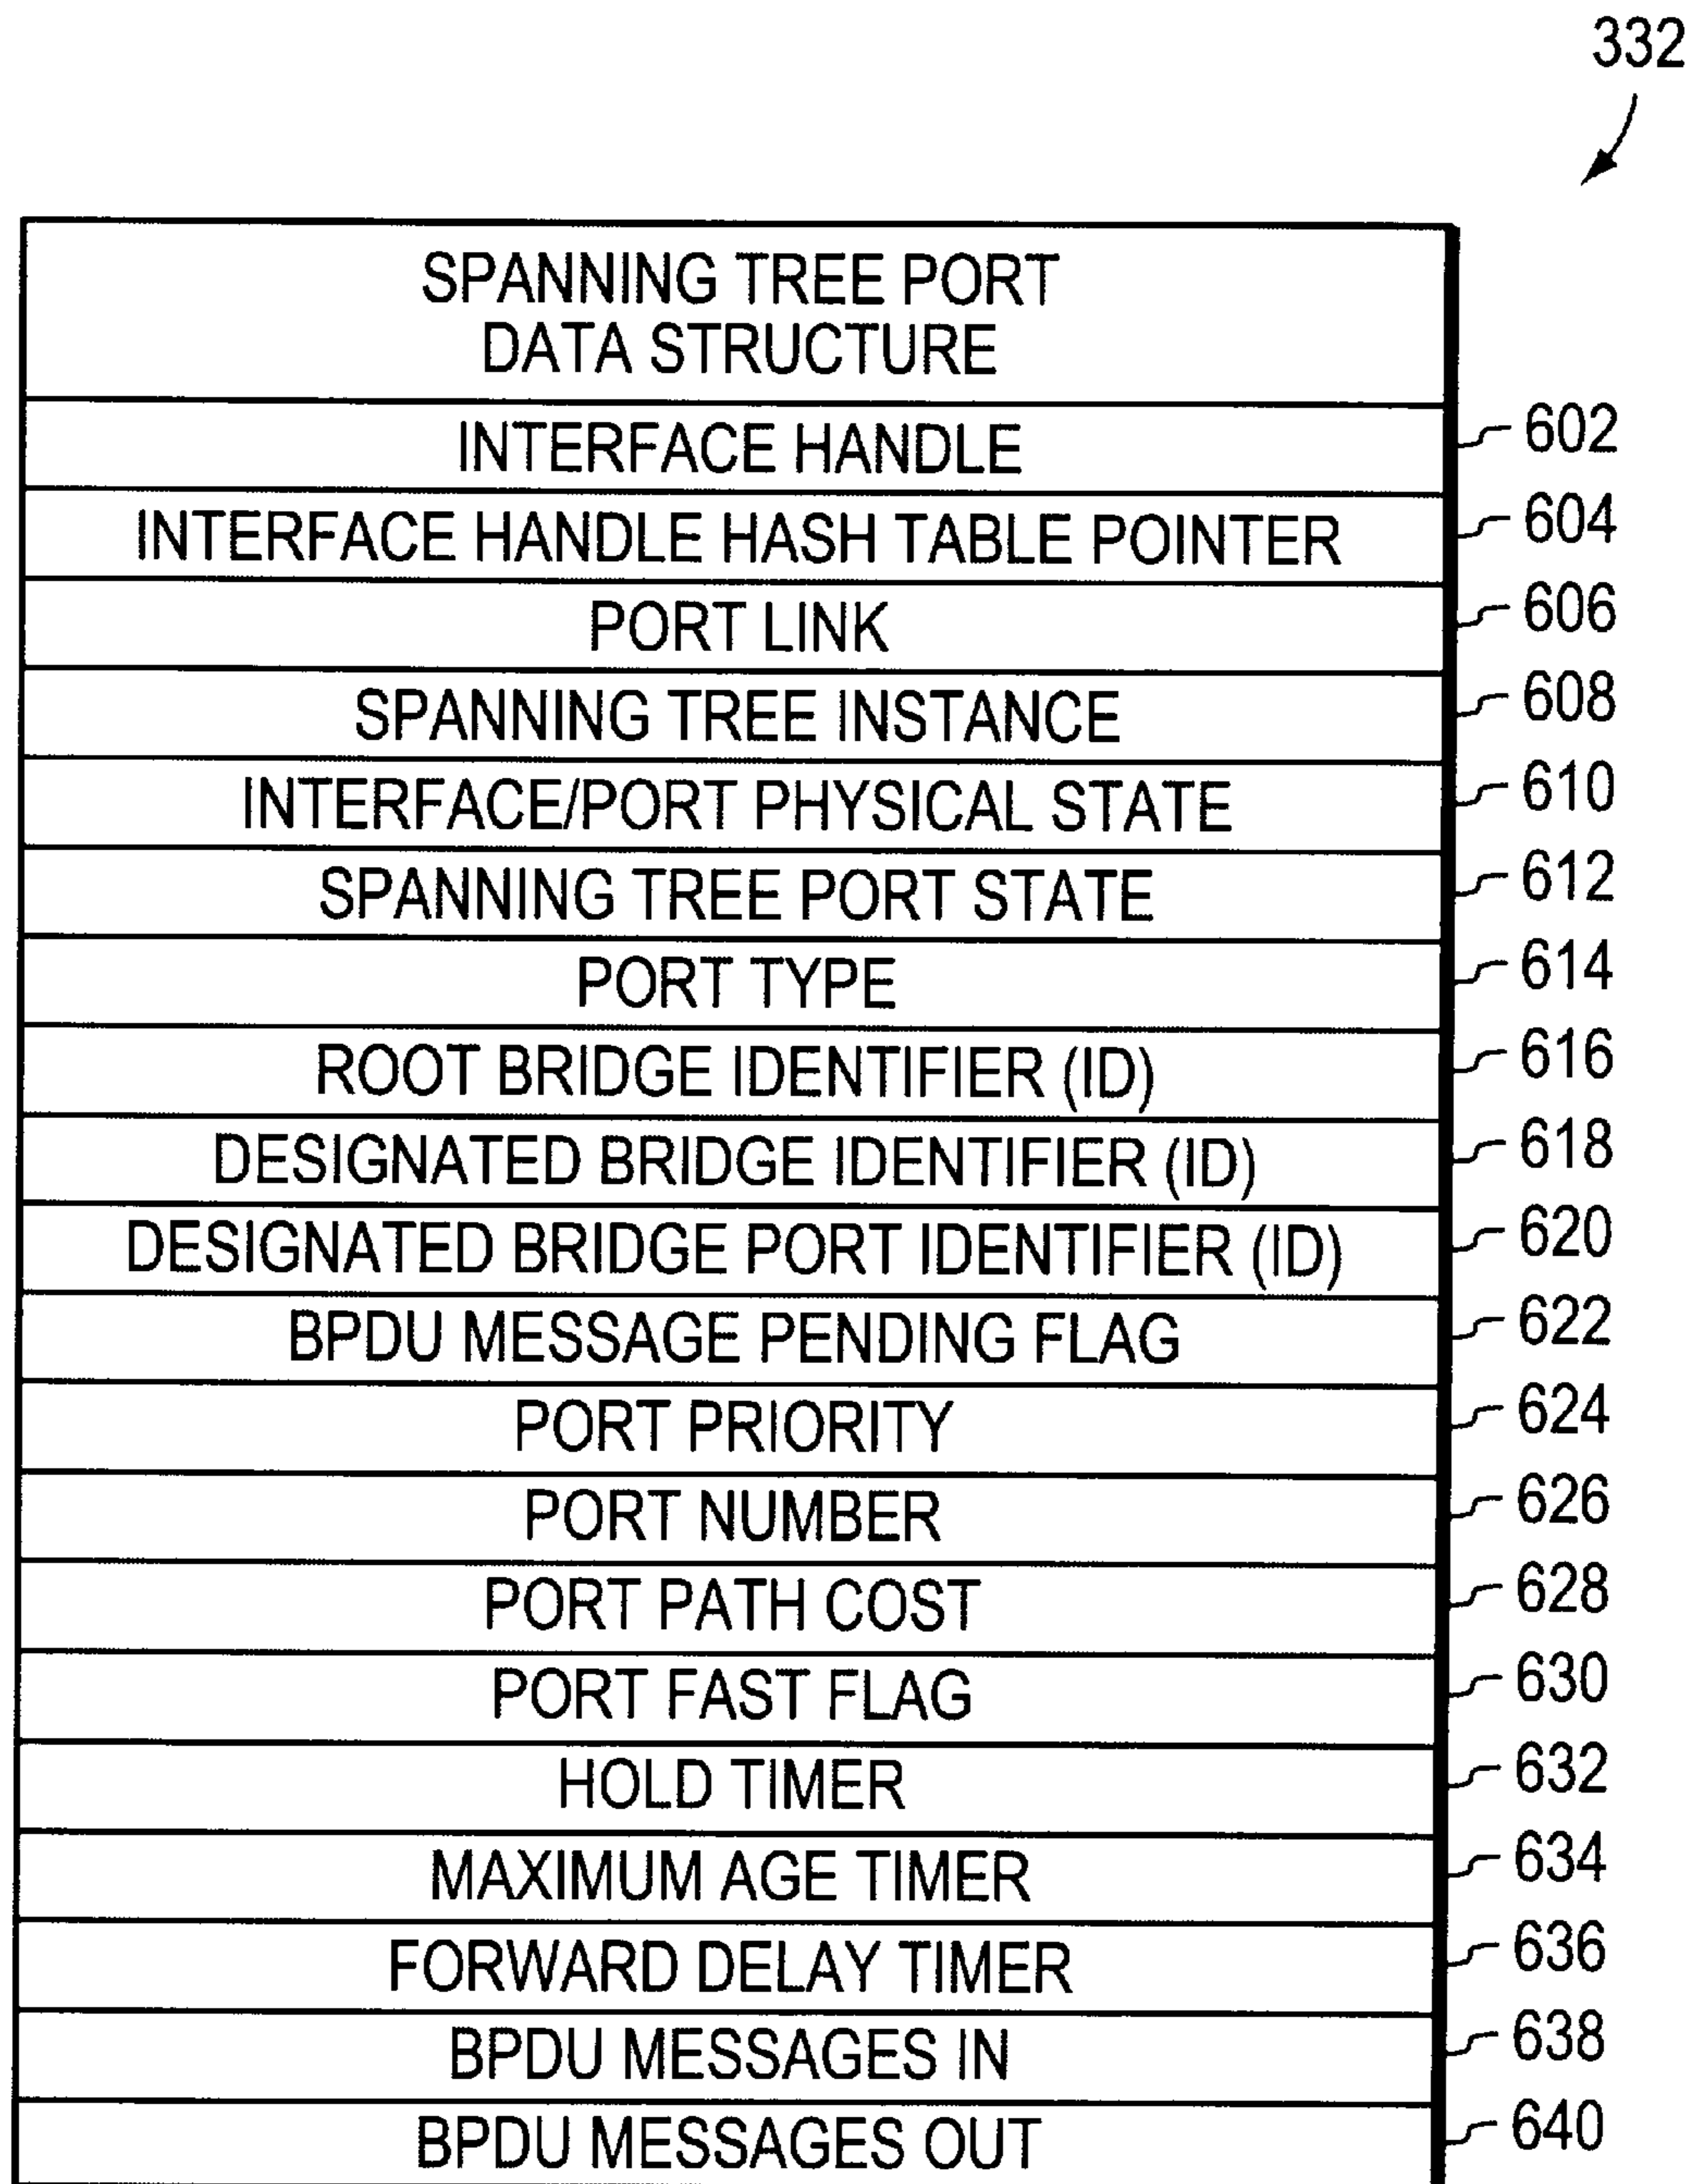 332
SPANNING TREE PORT
DATA STRUCTURE
INTERFACE HANDLE 602
INTERFACE HANDLE HASH TABLE POINTER 604
PORT LINK 606
SPANNING TREE INSTANCE 608
INTERFACE/PORT PHYSICAL STATE 610
SPANNING TREE PORT STATE 612
PORT TYPE 614
ROOT BRIDGE IDENTIFIER (ID) 616
DESIGNATED BRIDGE IDENTIFIER (ID) 618
DESIGNATED BRIDGE PORT IDENTIFIER (ID) 620
BPDU MESSAGE PENDING FLAG 622
PORT PRIORITY 624
PORT NUMBER 626
PORT PATH COST 628
PORT FAST FLAG 630
HOLD TIMER 632
MAXIMUM AGE TIMER 634
FORWARD DELAY TIMER 636
BPDU MESSAGES IN 638
BPDU MESSAGES OUT 640